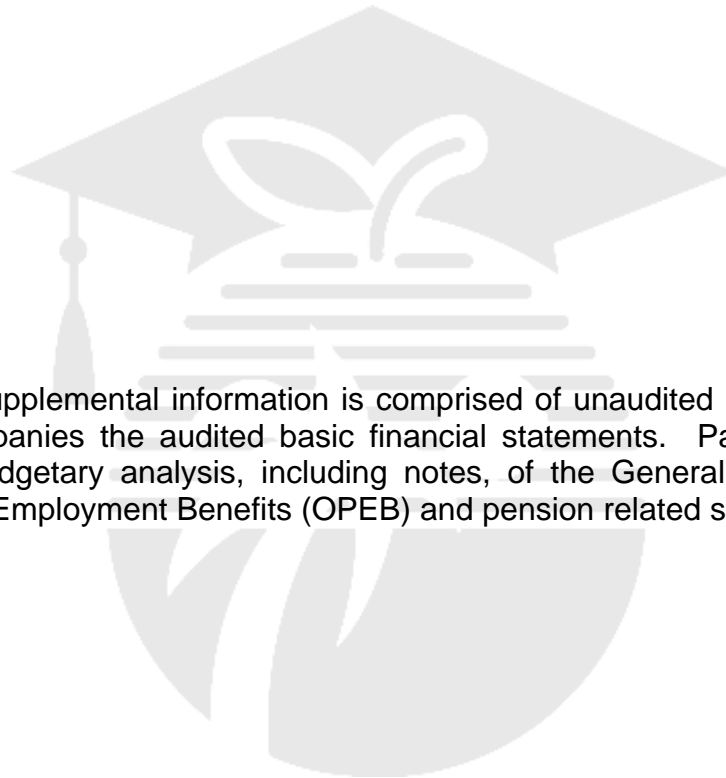 upplemental information is comprised of unaudited
panies the audited basic financial statements. Pa
dgetary analysis, including notes, of the General
Employment Benefits (OPEB) and pension related s